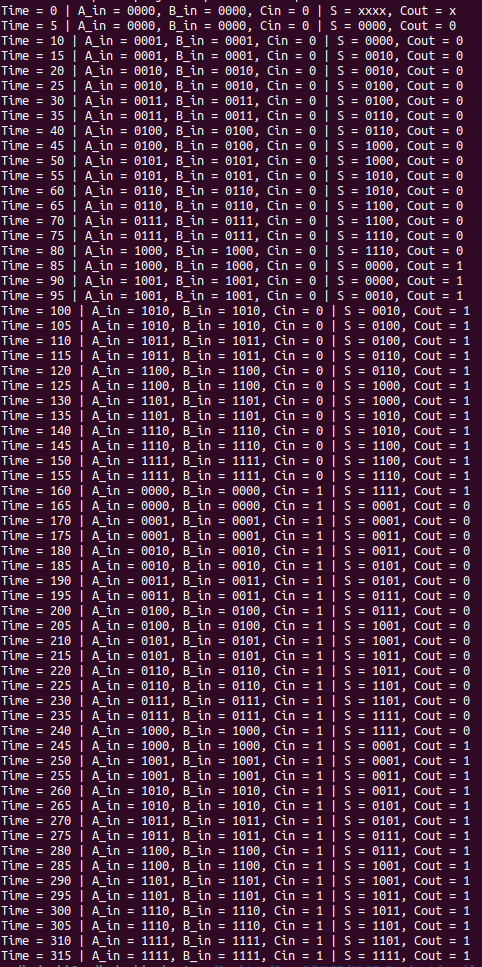 Time = 0 | A_in = 0000, B_in = 0000, Cin = 0 | S = xxxx, Cout = x
Time = 5 | A_in = 0000, B_in = 0000, Cin = 0 | S = 0000, Cout = 0
Time = 10 | A_in = 0001, B_in = 0001, Cin = 0 | S = 0000, Cout = 0
Time = 15 | A_in = 0001, B_in = 0001, Cin = 0 | S = 0010, Cout = 0
Time = 20 | A_in = 0010, B_in = 0010, Cin = 0 | S = 0010, Cout = 0
Time = 25 | A_in = 0010, B_in = 0010, Cin = 0 | S = 0100, Cout = 0
Time = 30 | A_in = 0011, B_in = 0011, Cin = 0 | S = 0100, Cout = 0
Time = 35 | A_in = 0011, B_in = 0011, Cin = 0 | S = 0110, Cout = 0
Time = 40 | A_in = 0100, B_in = 0100, Cin = 0 | S = 0110, Cout = 0
Time = 45 | A_in = 0100, B_in = 0100, Cin = 0 | S = 1000, Cout = 0
Time = 50 | A_in = 0101, B_in = 0101, Cin = 0 | S = 1000, Cout = 0
Time = 55 | A_in = 0101, B_in = 0101, Cin = 0 | S = 1010, Cout = 0
Time = 60 | A_in = 0110, B_in = 0110, Cin = 0 | S = 1010, Cout = 0
Time = 65 | A_in = 0110, B_in = 0110, Cin = 0 | S = 1100, Cout = 0
Time = 70 | A_in = 0111, B_in = 0111, Cin = 0 | S = 1100, Cout = 0
Time = 75 | A_in = 0111, B_in = 0111, Cin = 0 | S = 1110, Cout = 0
Time = 80 | A_in = 1000, B_in = 1000, Cin = 0 | S = 1110, Cout = 0
Time = 85 | A_in = 1000, B_in = 1000, Cin = 0 | S = 0000, Cout = 1
Time = 90 | A_in = 1001, B_in = 1001, Cin = 0 | S = 0000, Cout = 1
Time = 95 | A_in = 1001, B_in = 1001, Cin = 0 | S = 0010, Cout = 1
Time = 100 | A_in = 1010, B_in = 1010, Cin = 0 | S = 0010, Cout = 1
Time = 105 | A_in = 1010, B_in = 1010, Cin = 0 | S = 0100, Cout = 1
Time = 110 | A_in = 1011, B_in = 1011, Cin = 0 | S = 0100, Cout = 1
Time = 115 | A_in = 1011, B_in = 1011, Cin = 0 | S = 0110, Cout = 1
Time = 120 | A_in = 1100, B_in = 1100, Cin = 0 | S = 0110, Cout = 1
Time = 125 | A_in = 1100, B_in = 1100, Cin = 0 | S = 1000, Cout = 1
Time = 130 | A_in = 1101, B_in = 1101, Cin = 0 | S = 1000, Cout = 1
Time = 135 | A_in = 1101, B_in = 1101, Cin = 0 | S = 1010, Cout = 1
Time = 140 | A_in = 1110, B_in = 1110, Cin = 0 | S = 1010, Cout = 1
Time = 145 | A_in = 1110, B_in = 1110, Cin = 0 | S = 1100, Cout = 1
Time = 150 | A_in = 1111, B_in = 1111, Cin = 0 | S = 1100, Cout = 1
Time = 155 | A_in = 1111, B_in = 1111, Cin = 0 | S = 1110, Cout = 1
Time = 160 | A_in = 0000, B_in = 0000, Cin = 1 | S = 1111, Cout = 1
Time = 165 | A_in = 0000, B_in = 0000, Cin = 1 | S = 0001, Cout = 0
Time = 170 | A_in = 0001, B_in = 0001, Cin = 1 | S = 0001, Cout = 0
Time = 175 | A_in = 0001, B_in = 0001, Cin = 1 | S = 0011, Cout = 0
Time = 180 | A_in = 0010, B_in = 0010, Cin = 1 | S = 0011, Cout = 0
Time = 185 | A_in = 0010, B_in = 0010, Cin = 1 | S = 0101, Cout = 0
Time = 190 | A_in = 0011, B_in = 0011, Cin = 1 | S = 0101, Cout = 0
Time = 195 | A_in = 0011, B_in = 0011, Cin = 1 | S = 0111, Cout = 0
Time = 200 | A_in = 0100, B_in = 0100, Cin = 1 | S = 0111, Cout = 0
Time = 205 | A_in = 0100, B_in = 0100, Cin = 1 | S = 1001, Cout = 0
Time = 210 | A_in = 0101, B_in = 0101, Cin = 1 | S = 1001, Cout = 0
Time = 215 | A_in = 0101, B_in = 0101, Cin = 1 | S = 1011, Cout = 0
Time = 220 | A_in = 0110, B_in = 0110, Cin = 1 | S = 1011, Cout = 0
Time = 225 | A_in = 0110, B_in = 0110, Cin = 1 | S = 1101, Cout = 0
Time = 230 | A_in = 0111, B_in = 0111, Cin = 1 | S = 1101, Cout = 0
Time = 235 | A_in = 0111, B_in = 0111, Cin = 1 | S = 1111, Cout = 0
Time = 240 | A_in = 1000, B_in = 1000, Cin = 1 | S = 1111, Cout = 0
Time = 245 | A_in = 1000, B_in = 1000, Cin = 1 | S = 0001, Cout = 1
Time = 250 | A_in = 1001, B_in = 1001, Cin = 1 | S = 0001, Cout = 1
Time = 255 | A_in = 1001, B_in = 1001, Cin = 1 | S = 0011, Cout = 1
Time = 260 | A_in = 1010, B_in = 1010, Cin = 1 | S = 0011, Cout = 1
Time = 265 | A_in = 1010, B_in = 1010, Cin = 1 | S = 0101, Cout = 1
Time = 270 | A_in = 1011, B_in = 1011, Cin = 1 | S = 0101, Cout = 1
Time = 275 | A_in = 1011, B_in = 1011, Cin = 1 | S = 0111, Cout = 1
Time = 280 | A_in = 1100, B_in = 1100, Cin = 1 | S = 0111, Cout = 1
Time = 285 | A_in = 1100, B_in = 1100, Cin = 1 | S = 1001, Cout = 1
Time = 290 | A_in = 1101, B_in = 1101, Cin = 1 | S = 1001, Cout = 1
Time = 295 | A_in = 1101, B_in = 1101, Cin = 1 | S = 1011, Cout = 1
Time = 300 | A_in = 1110, B_in = 1110, Cin = 1 | S = 1011, Cout = 1
Time = 305 | A_in = 1110, B_in = 1110, Cin = 1 | S = 1101, Cout = 1
Time = 310 | A_in = 1111, B_in = 1111, Cin = 1 | S = 1111, Cout = 1
Time = 315 | A_in = 1111, B_in = 1111, Cin = 1 | S = 1111, Cout = 1